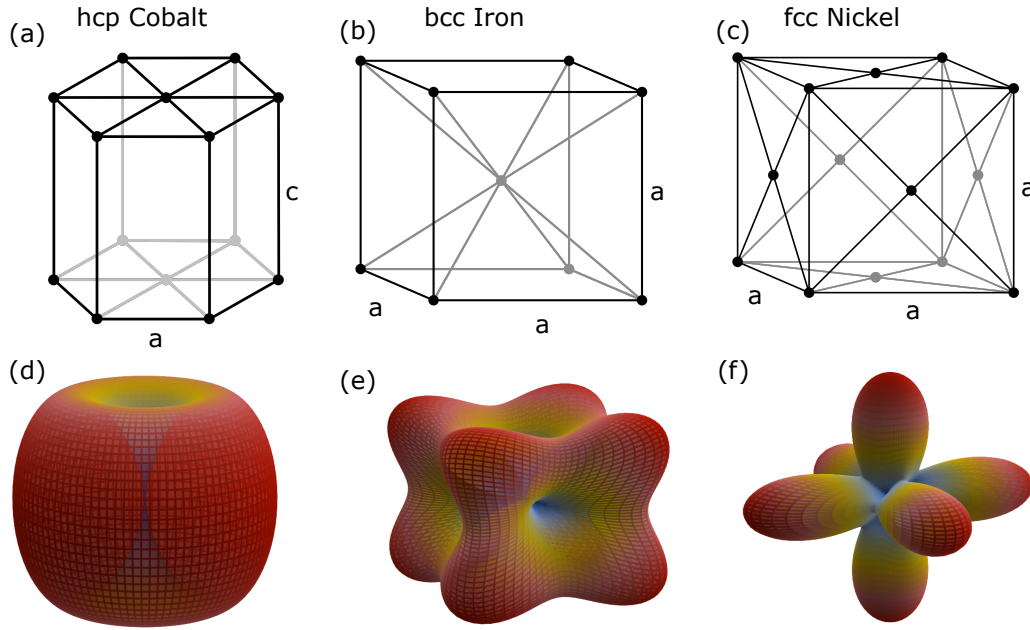 hcp Cobalt
bcc Iron
fcc Nickel
(a)
(b)
(c)
c
a
a
a
a
a
a
a
(d)
(e)
(f)